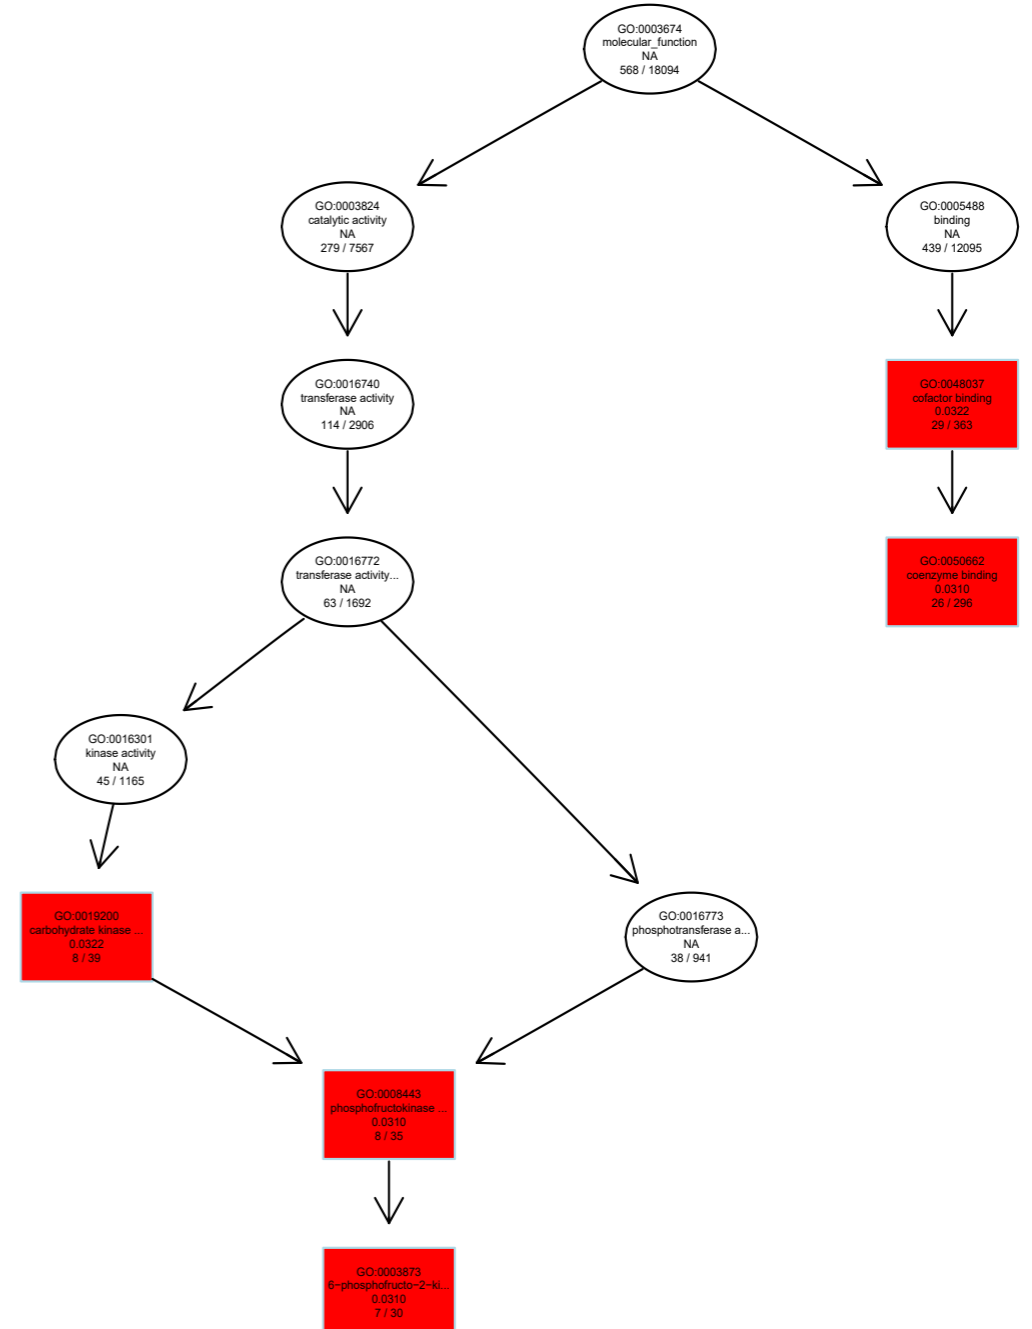 GO:0003674
molecular_function
NA
568 / 18094
GO:0003824
catalytic activity
NA
279 / 7567
GO:0005488
binding
NA
439 / 12095
GO:0016740
transferase activity
NA
114 / 2906
GO:0048037
cofactor binding
0.0322
29 / 363
GO:0016772
transferase activity...
NA
63 / 1692
GO:0050662
coenzyme binding
0.0310
26 / 296
GO:0016301
kinase activity
NA
45 / 1165
GO:0019200
carbohydrate kinase ...
0.0322
8 / 39
GO:0016773
phosphotransferase a...
NA
38 / 941
GO:0008443
phosphofructokinase ...
0.0310
8 / 35
GO:0003873
6−phosphofructo−2−ki...
0.0310
7 / 30